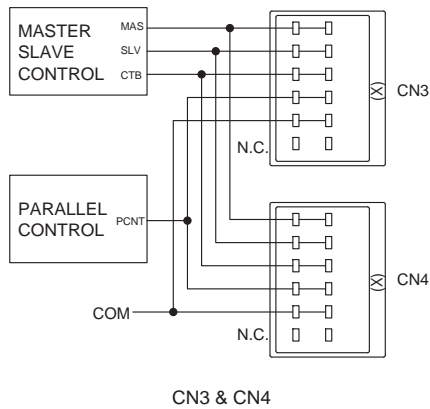 MASTER
SLAVE
CONTROL
MAS
SLV
CTB
CN3
(X)
N.C.
PARALLEL
CONTROL
PCNT
CN4
(X)
COM
N.C.
CN3 & CN4